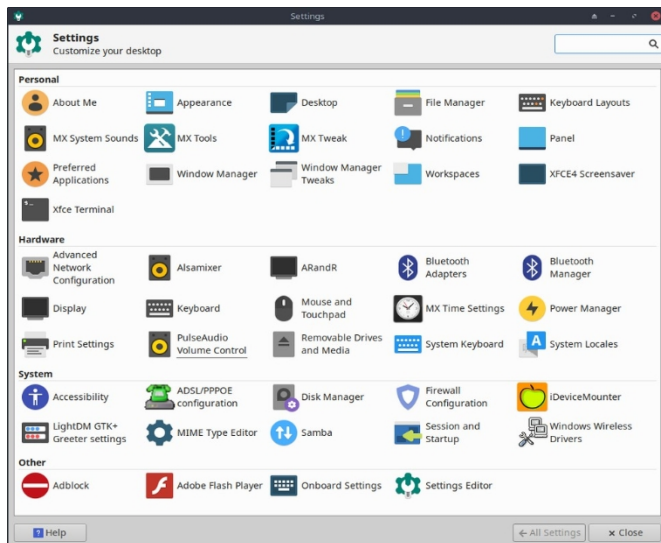 Settings
Settings
Customize your desktop
Personal
About Me
Appearance
Desktop
File Manager
Keyboard Layouts
MX System Sounds
MX Tools
MX Tweak
Notifications
Panel
Preferred
Applications
Window Manager
Window Manager
Tweaks
Workspaces
XFCE4 Screensaver
Xfce Terminal
Hardware
Advanced
Network
Configuration
Alsamixer
ARandR
Bluetooth
Adapters
Bluetooth
Manager
Display
Keyboard
Mouse and
Touchpad
MX Time Settings
Power Manager
Print Settings
PulseAudio
Volume Control
Removable Drives
and Media
System Keyboard
A
System Locales
System
Accessibility
ADSL/PPPOE
configuration
Disk Manager
Firewall
Configuration
iDeviceMounter
LightDM GTK+
Greeter settings
MIME Type Editor
Samba
Session and
Startup
Windows Wireless
Drivers
Other
Adblock
Adobe Flash Player
Onboard Settings
Settings Editor
? Help
← All Settings
× Close